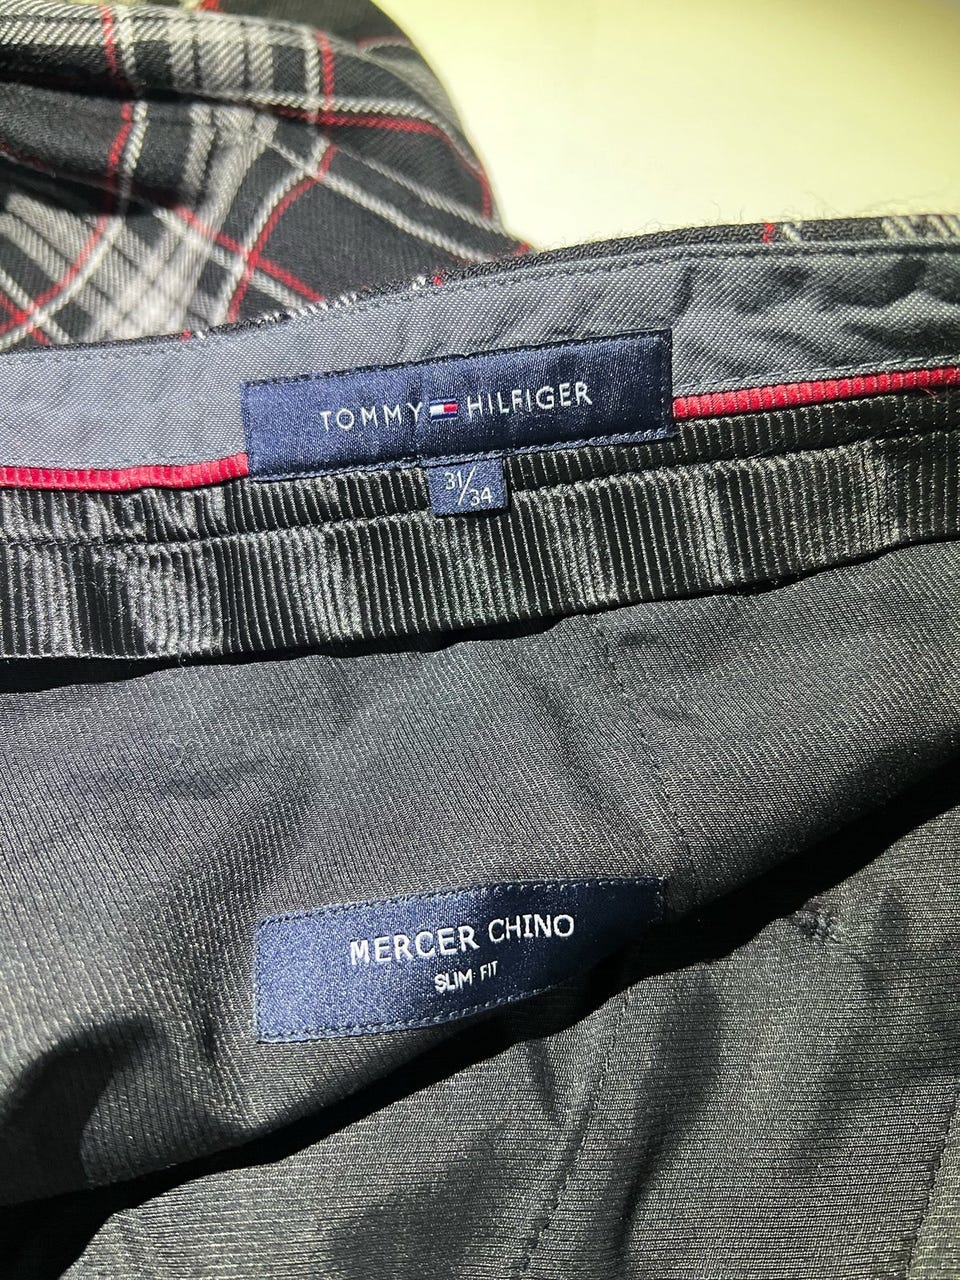 TOMMY HILFIGER
31/34
MERCER CHINO
SLIM FIT